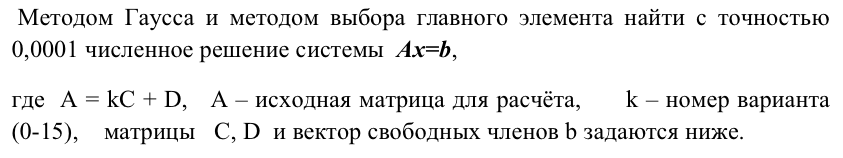 Методом Гаусса и методом выбора главного элемента найти с точностью
0,0001 численное решение системы Ax=b,
где A = kC + D, A – исходная матрица для расчёта, k – номер варианта
(0-15), матрицы C, D и вектор свободных членов b задаются ниже.